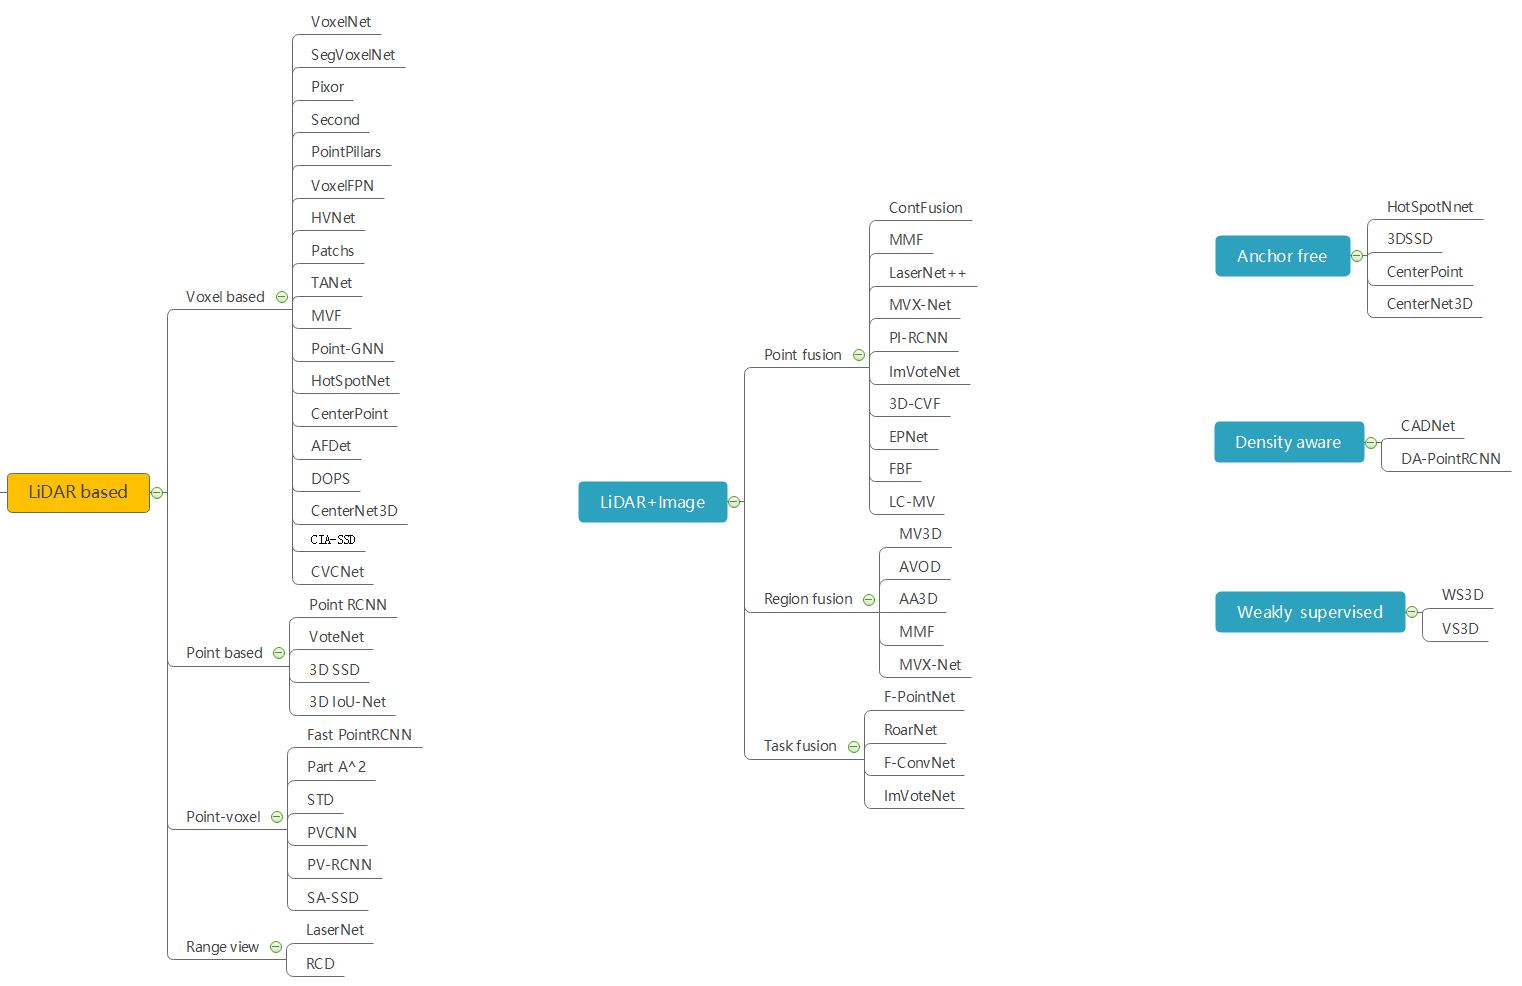 LiDAR based
Voxel based
VoxelNet
SegVoxelNet
Pixor
Second
PointPillars
VoxelFPN
HVNet
Patchs
TANet
MVF
Point-GNN
HotSpotNet
CenterPoint
AFDet
DOPS
CenterNet3D
CIA-SSD
CVCNet
Point based
Point RCNN
VoteNet
3D SSD
3D IoU-Net
Point-voxel
Fast PointRCNN
Part A^2
STD
PVCNN
PV-RCNN
SA-SSD
Range view
LaserNet
RCD
LiDAR+Image
Point fusion
ContFusion
MMF
LaserNet++
MVX-Net
PI-RCNN
ImVoteNet
3D-CVF
EPNet
FBF
LC-MV
Region fusion
MV3D
AVOD
AA3D
MMF
MVX-Net
Task fusion
F-PointNet
RoarNet
F-ConvNet
ImVoteNet
Anchor free
HotSpotNnet
3DSSD
CenterPoint
CenterNet3D
Density aware
CADNet
DA-PointRCNN
Weakly supervised
WS3D
VS3D